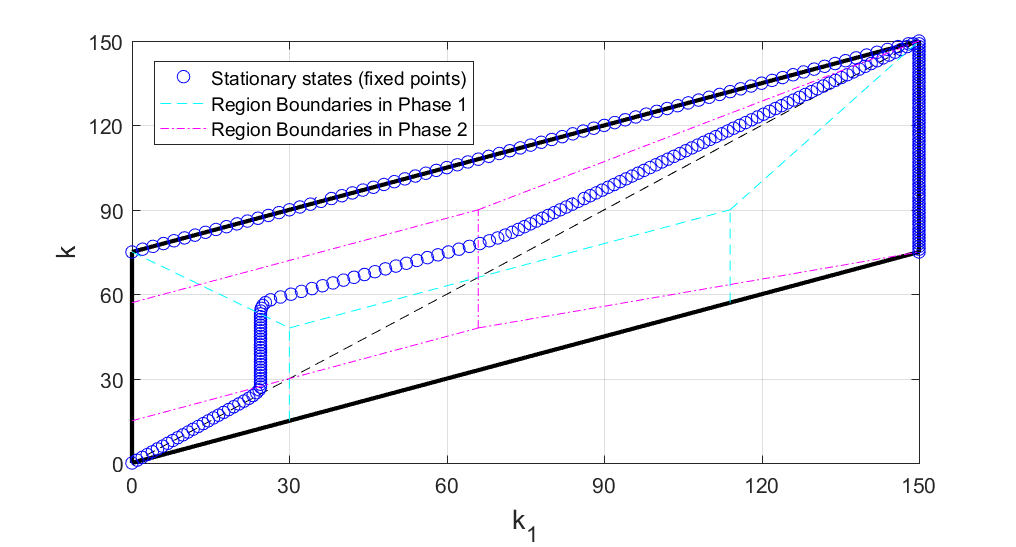 150
Stationary states (fixed points)
Region Boundaries in Phase 1
120
Region Boundaries in Phase 2
90
k
60
30
0
0 30 60 90 120 150
k1